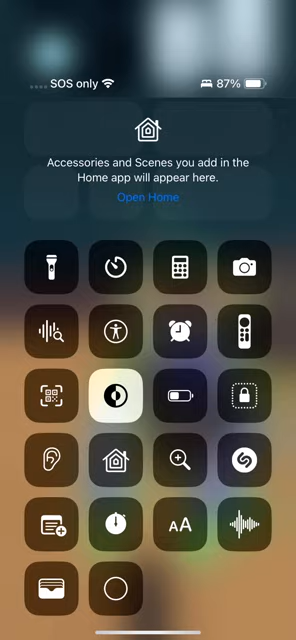 SOS only
87%
Accessories and Scenes you add in the
Home app will appear here.
Open Home
AA